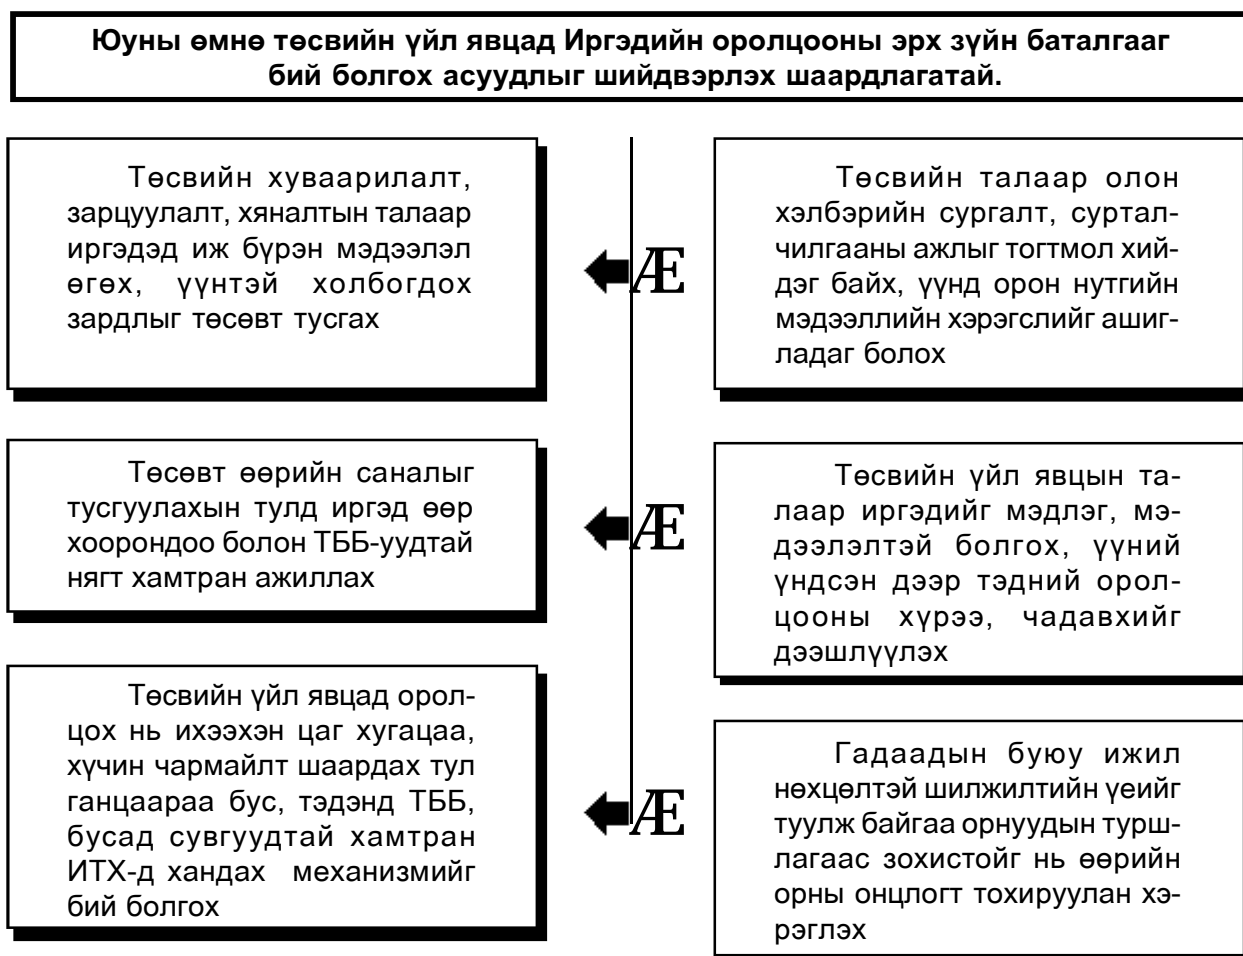 Юуны өмнө төсвийн үйл явцад Иргэдийн оролцооны эрх зүйн баталгааг
бий болгох асуудлыг шийдвэрлэх шаардлагатай.
Төсвийн хуваарилалт,
зарцуулалт, хяналтын талаар
иргэдэд иж бүрэн мэдээлэл
өгөх, үүнтэй холбогдох
зардлыг төсөвт тусгах
Æ
Төсвийн талаар олон
хэлбэрийн сургалт, суртал-
чилгааны ажлыг тогтмол хий-
дэг байх, үүнд орон нутгийн
мэдээллийн хэрэгслийг ашиг-
ладаг болох
Төсөвт өөрийн саналыг
тусгуулахын тулд иргэд өөр
хоорондоо болон ТББ-уудтай
нягт хамтран ажиллах
Æ
Төсвийн үйл явцын та-
лаар иргэдийг мэдлэг, мэ-
дээлэлтэй болгох, үүний
үндсэн дээр тэдний орол-
цооны хүрээ, чадавхийг
дээшлүүлэх
Төсвийн үйл явцад орол-
цох нь ихээхэн цаг хугацаа,
хүчин чармайлт шаардах тул
ганцаараа бус, тэдэнд ТББ,
бусад сувгуудтай хамтран
ИТХ-д хандах механизмийг
бий болгох
Æ
Гадаадын буюу ижил
нөхцөлтэй шилжилтийн үеийг
туулж байгаа орнуудын турш-
лагаас зохистойг нь өөрийн
орны онцлогт тохируулан хэ-
рэглэх